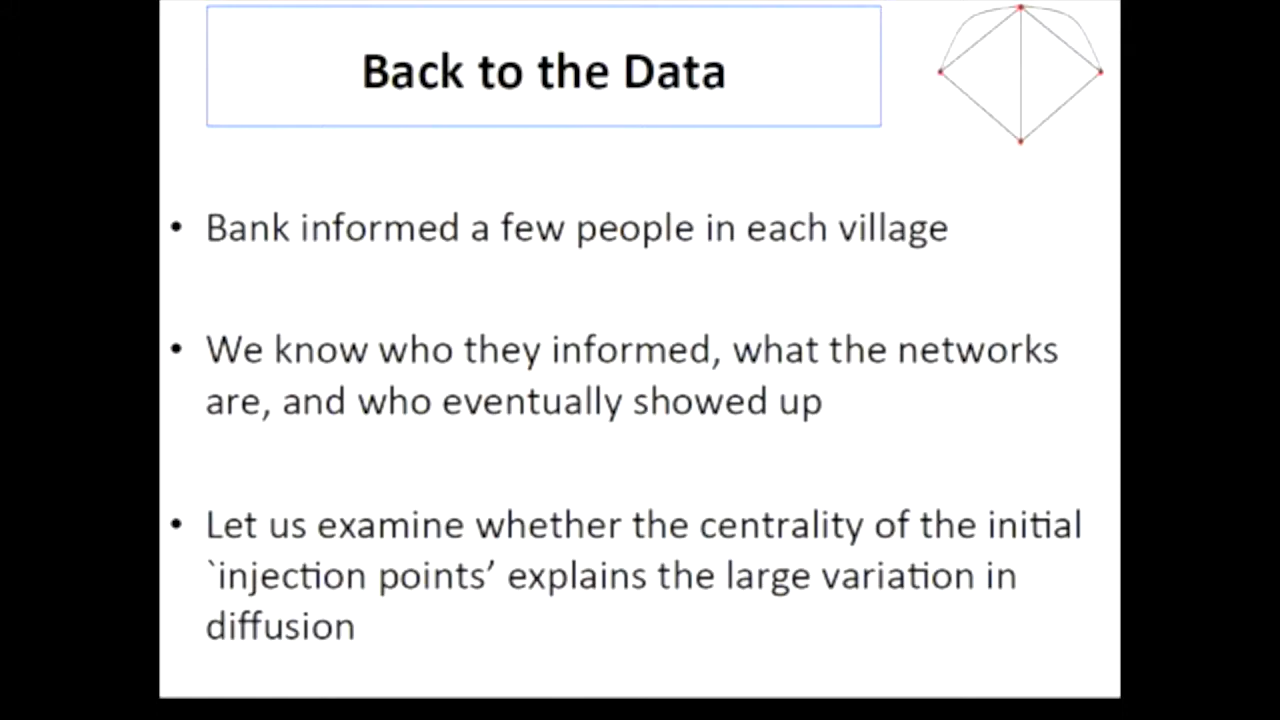 Back to the Data
• Bank informed a few people in each village
• We know who they informed, what the networks
are, and who eventually showed up
• Let us examine whether the centrality of the initial
`injection points’ explains the large variation in
diffusion